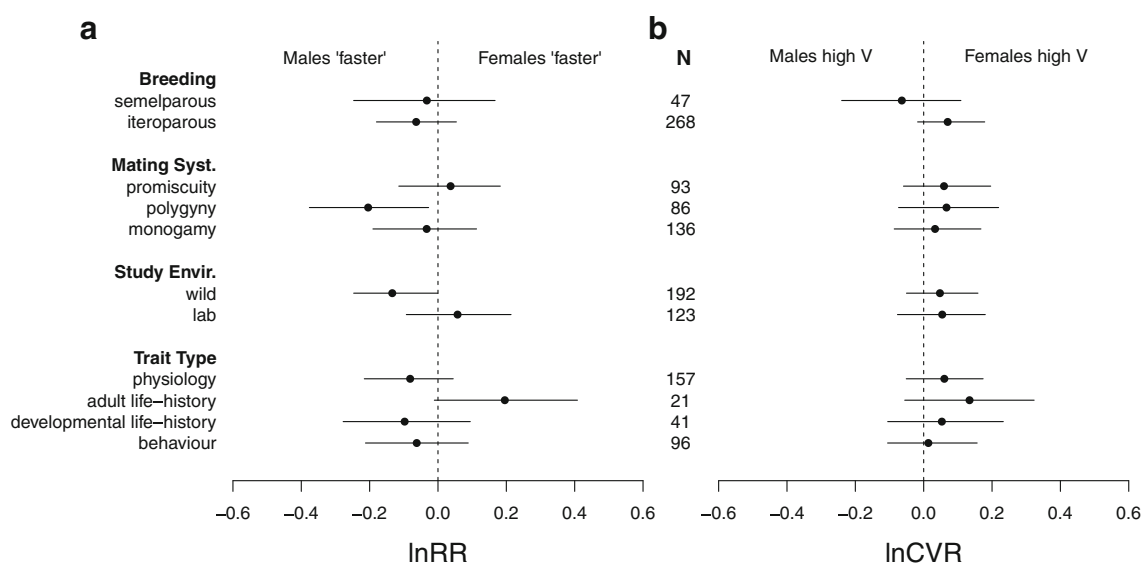 a
b
Males 'faster'
Females 'faster'
N
Males high V
Females high V
Breeding
semelparous
47
iteroparous
268
Mating Syst.
promiscuity
93
polygyny
86
monogamy
136
Study Envir.
wild
192
lab
123
Trait Type
physiology
157
adult life−history
21
developmental life−history
41
behaviour
96
−0.6 −0.4 −0.2 0.0 0.2 0.4 0.6
−0.6 −0.4 −0.2 0.0 0.2 0.4 0.6
lnRR
lnCVR